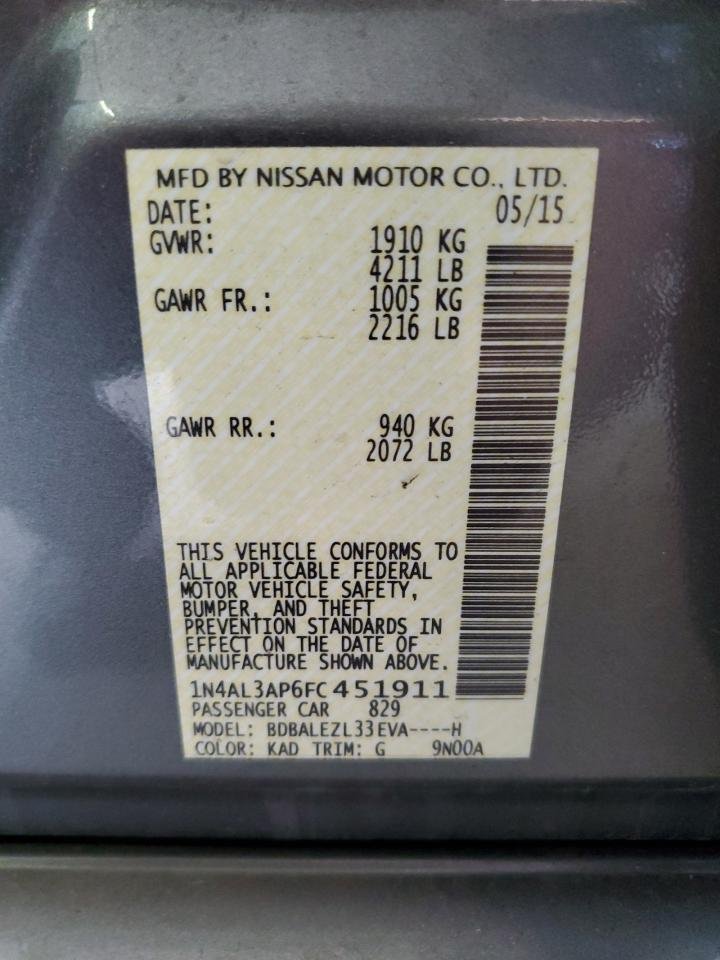 MFD BY NISSAN MOTOR CO., LTD.
DATE: 05/15
GVWR: 1910 KG
4211 LB
GAWR FR.: 1005 KG
2216 LB
GAWR RR.: 940 KG
2072 LB
THIS VEHICLE CONFORMS TO
ALL APPLICABLE FEDERAL
MOTOR VEHICLE SAFETY,
BUMPER, AND THEFT
PREVENTION STANDARDS IN
EFFECT ON THE DATE OF
MANUFACTURE SHOWN ABOVE.
1N4AL3AP6FC451911
PASSENGER CAR 829
MODEL: BDBALEZL33EVA----H
COLOR: KAD TRIM: G 9N00A